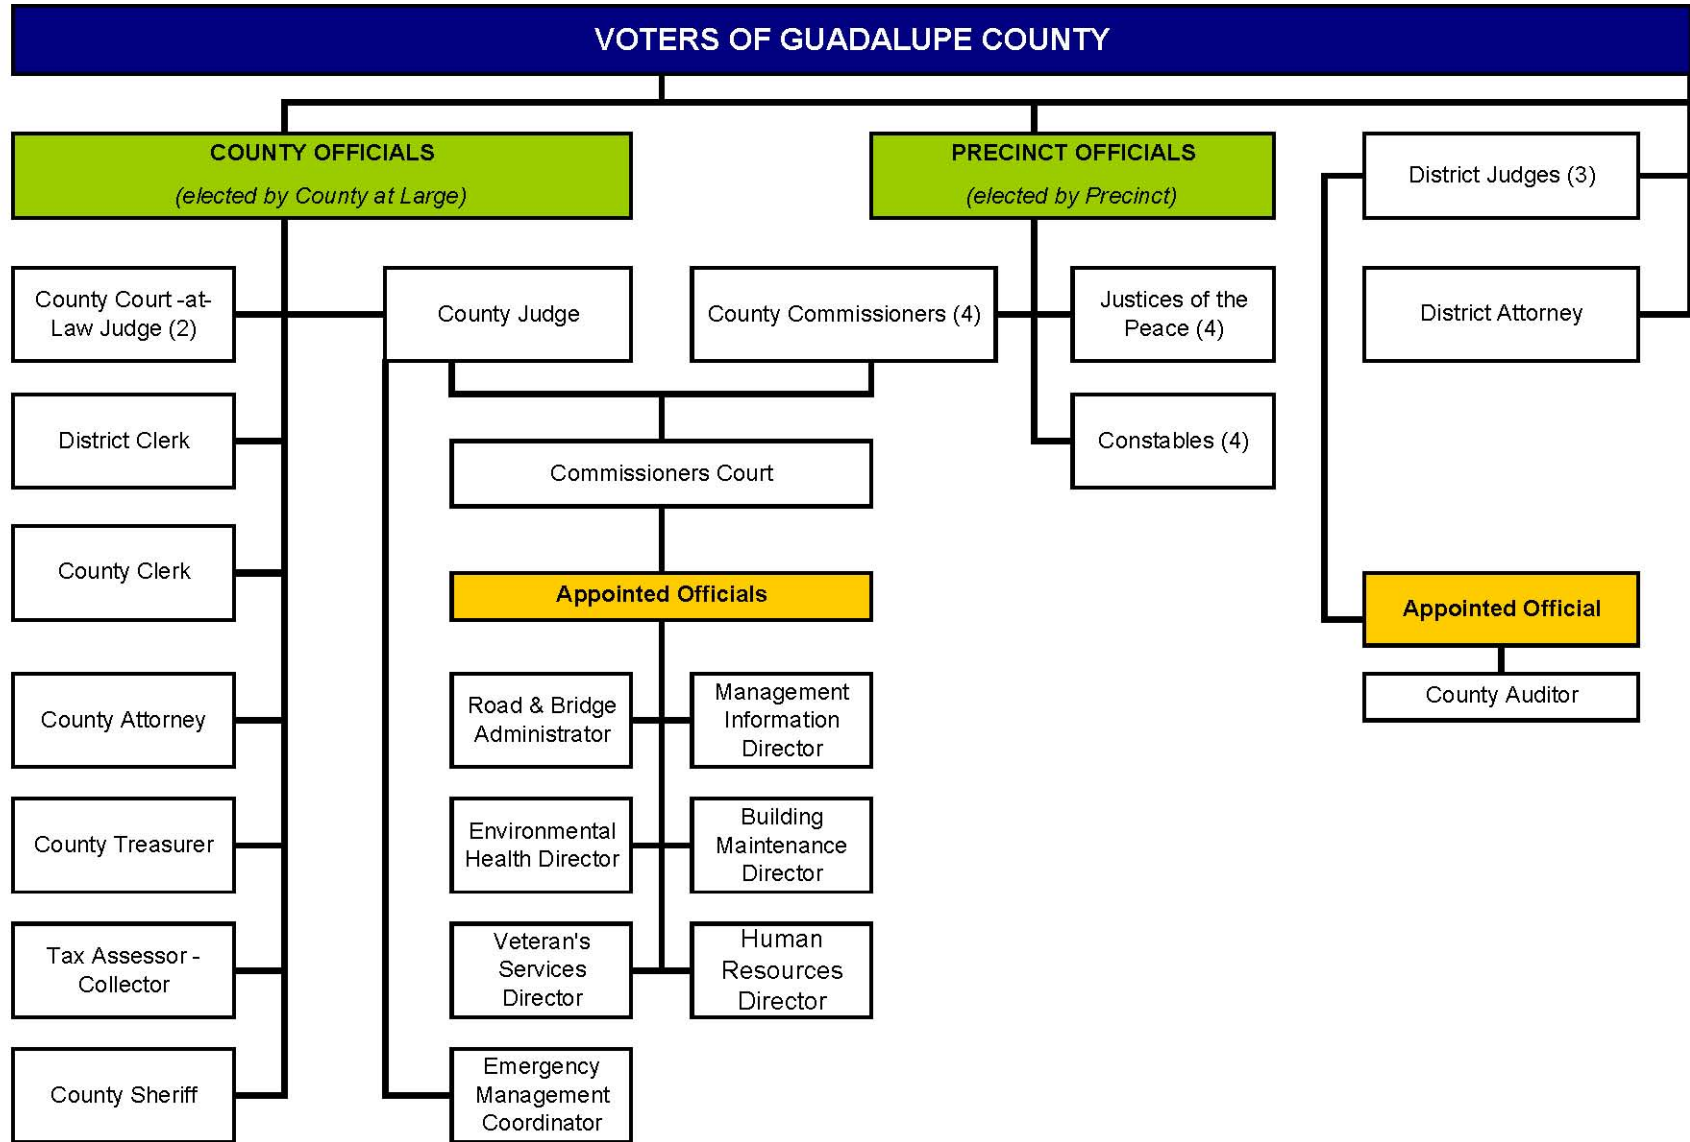 VOTERS OF GUADALUPE COUNTY
COUNTY OFFICIALS
(elected by County at Large)
PRECINCT OFFICIALS
(elected by Precinct)
District Judges (3)
County Court -at-
Law Judge (2)
County Judge
County Commissioners (4)
Justices of the
Peace (4)
District Attorney
District Clerk
Commissioners Court
Constables (4)
County Clerk
Appointed Officials
Appointed Official
County Attorney
Road & Bridge
Administrator
Management
Information
Director
County Auditor
County Treasurer
Environmental
Health Director
Building
Maintenance
Director
Tax Assessor -
Collector
Veteran's
Services
Director
Human
Resources
Director
County Sheriff
Emergency
Management
Coordinator